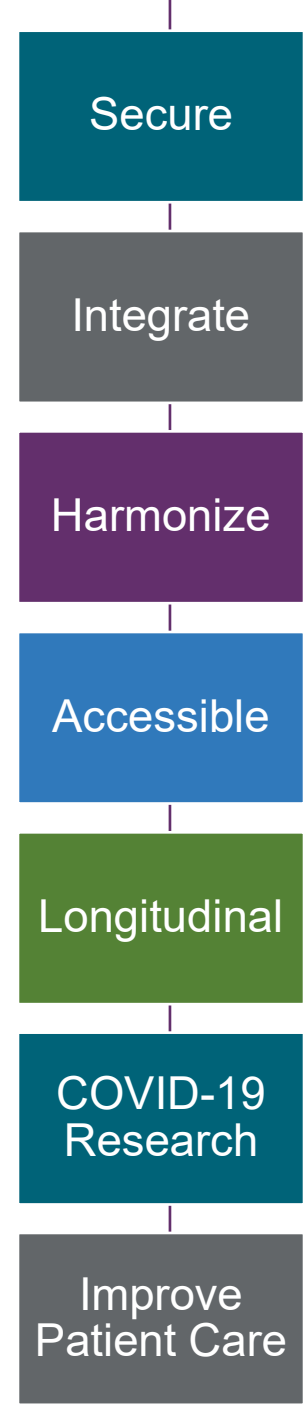 Secure
Integrate
Harmonize
Accessible
Longitudinal
COVID-19
Research
Improve
Patient Care